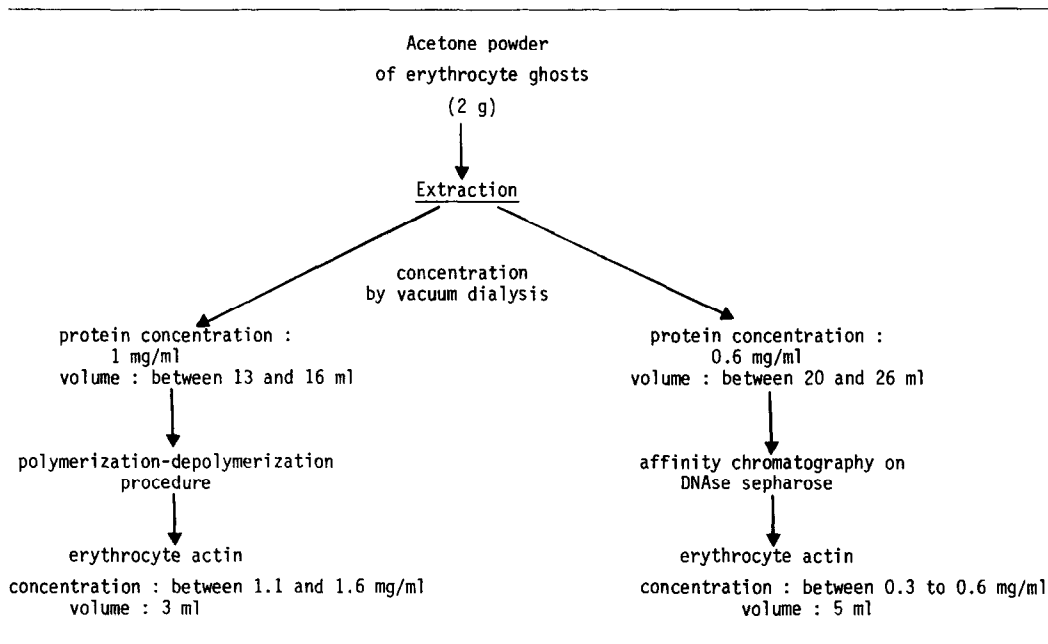 Acetone powder
of erythrocyte ghosts
(2 g)
Extraction
concentration
by vacuum dialysis
protein concentration :
1 mg/ml
volume : between 13 and 16 ml
polymerization-depolymerization
procedure
erythrocyte actin
concentration : between 1.1 and 1.6 mg/ml
volume : 3 ml
protein concentration :
0.6 mg/ml
volume : between 20 and 26 ml
affinity chromatography on
DNAse sepharose
erythrocyte actin
concentration : between 0.3 to 0.6 mg/ml
volume : 5 ml